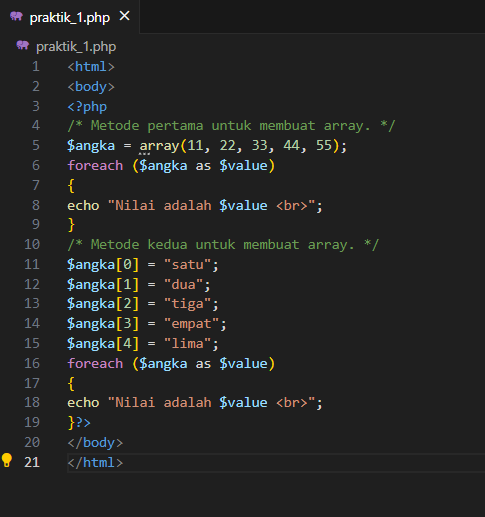 praktik_1.php
praktik_1.php
1 <html>
2 <body>
3 <?php
4 /* Metode pertama untuk membuat array. */
5 $angka = array(11, 22, 33, 44, 55);
6 foreach ($angka as $value)
7 {
8 echo "Nilai adalah $value <br>";
9 }
10 /* Metode kedua untuk membuat array. */
11 $angka[0] = "satu";
12 $angka[1] = "dua";
13 $angka[2] = "tiga";
14 $angka[3] = "empat";
15 $angka[4] = "lima";
16 foreach ($angka as $value)
17 {
18 echo "Nilai adalah $value <br>";
19 }?>
20 </body>
21 </html>